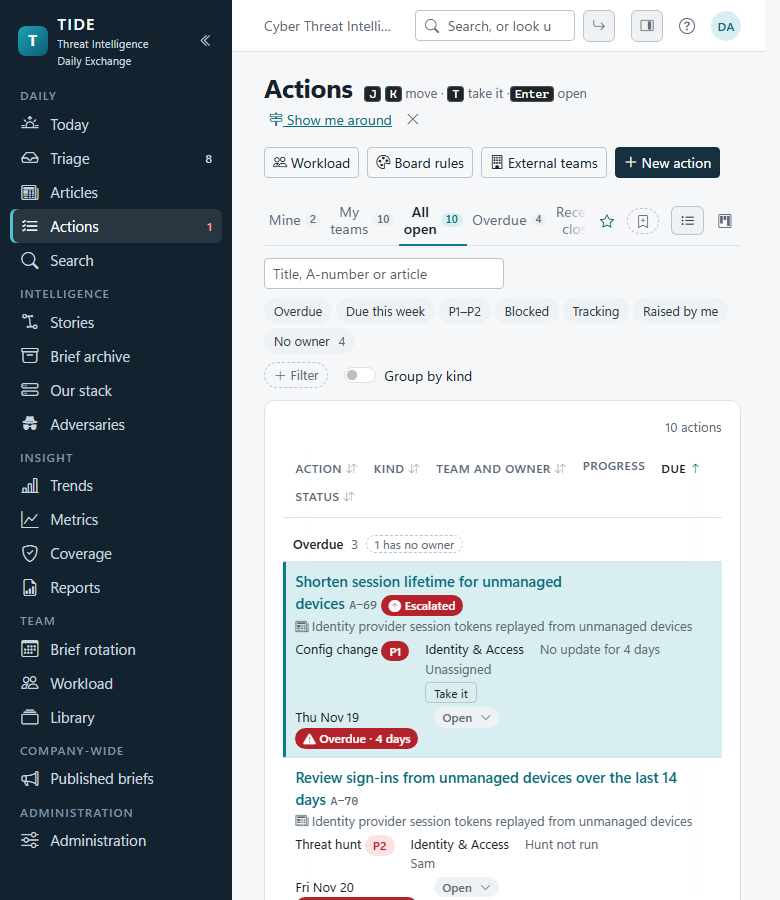 T
TIDE
Threat Intelligence
Daily Exchange
DAILY
Today
Triage 8
Articles
Actions 1
Search
INTELLIGENCE
Stories
Brief archive
Our stack
Adversaries
INSIGHT
Trends
Metrics
Coverage
Reports
TEAM
Brief rotation
Workload
Library
COMPANY-WIDE
Published briefs
ADMINISTRATION
Administration
Cyber Threat Intelli...
Search, or look u
DA
Actions J K move · T take it · Enter open
Show me around
Workload Board rules External teams + New action
Mine 2 My teams 10 All open 10 Overdue 4 Rece clos
Title, A-number or article
Overdue Due this week P1–P2 Blocked Tracking Raised by me
No owner 4
+ Filter Group by kind
10 actions
ACTION KIND TEAM AND OWNER PROGRESS DUE ↑
STATUS
Overdue 3 1 has no owner
Shorten session lifetime for unmanaged
devices A-69 Escalated
Identity provider session tokens replayed from unmanaged devices
Config change P1 Identity & Access No update for 4 days
Unassigned
Take it
Thu Nov 19 Open
Overdue · 4 days
Review sign-ins from unmanaged devices over the last 14
days A-70
Identity provider session tokens replayed from unmanaged devices
Threat hunt P2 Identity & Access Hunt not run
Sam
Fri Nov 20 Open